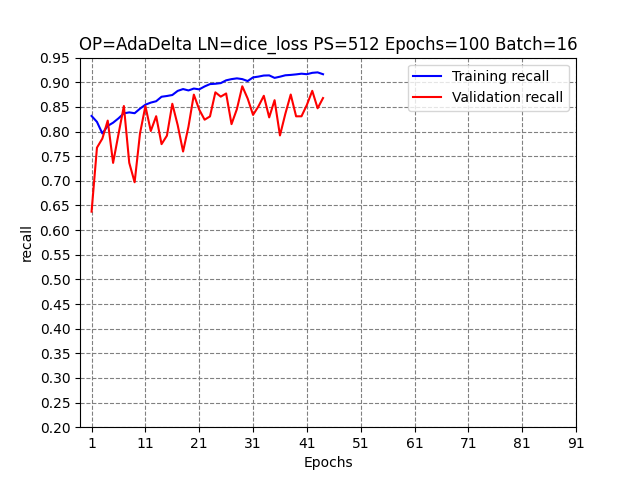 OP=AdaDelta LN=dice_loss PS=512 Epochs=100 Batch=16
Training recall
Validation recall
recall
0.95
0.90
0.85
0.80
0.75
0.70
0.65
0.60
0.55
0.50
0.45
0.40
0.35
0.30
0.25
0.20
1 11 21 31 41 51 61 71 81 91
Epochs